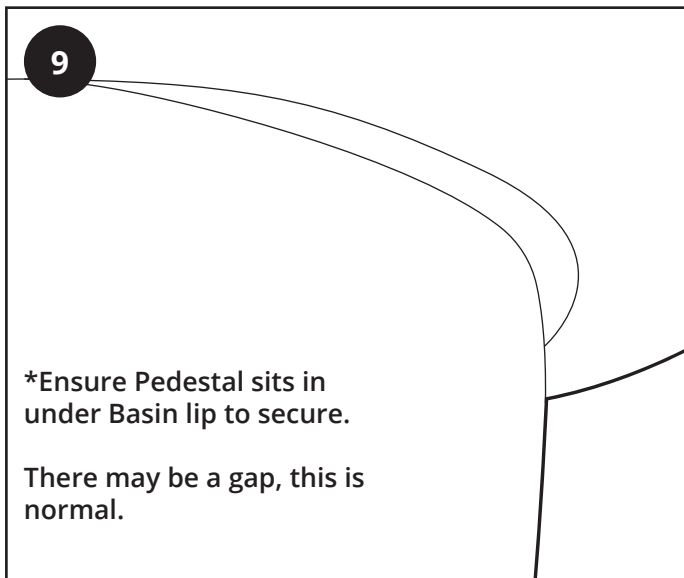 9
*Ensure Pedestal sits in
under Basin lip to secure.
There may be a gap, this is
normal.